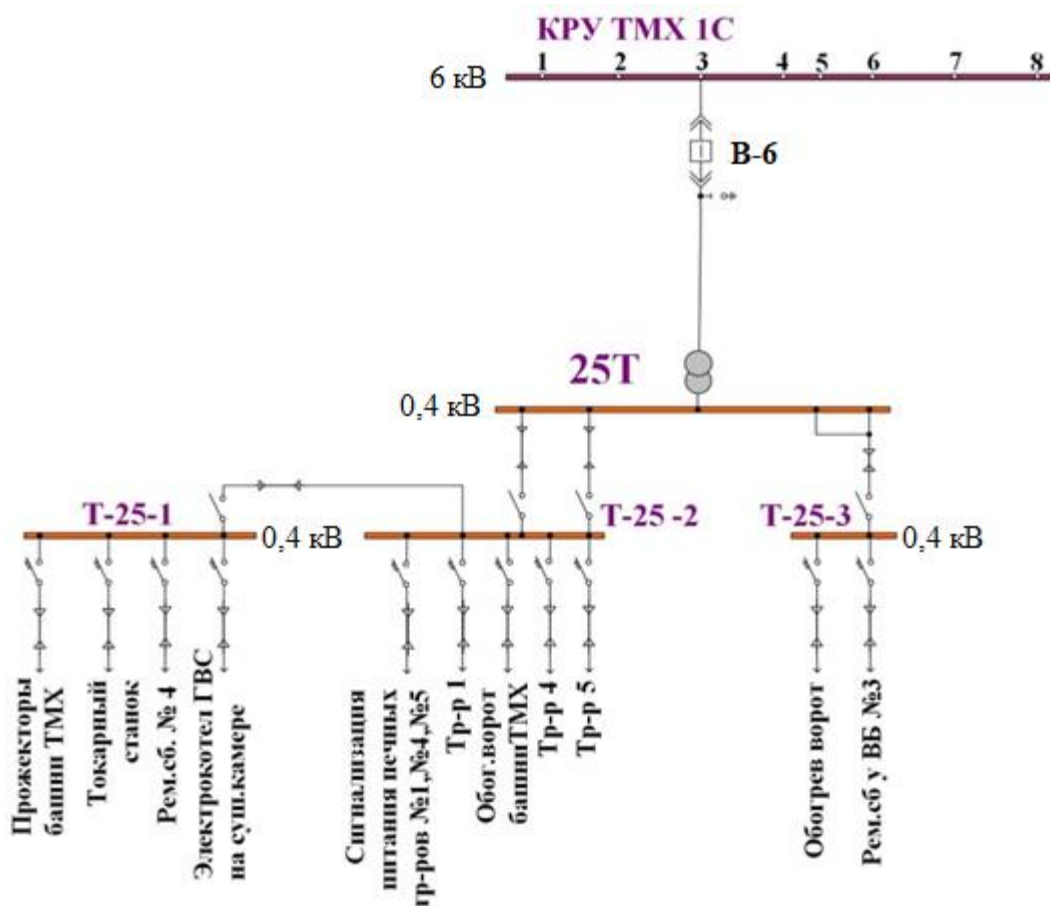 КРУ ТМХ 1С
1 2 3 4 5 6 7 8
6 кВ
В-6
25Т
0,4 кВ
Т-25-1
0,4 кВ
Т-25 -2
Т-25-3
0,4 кВ
Прожекторы
башни ТМХ
Токарный
станок
Рем.сб. № 4
Электрокотел ГВС
на суш.камере
Сигнализация
питания печных
тр-ров №1,№4,№5
Тр-р 1
Обог.ворот
башниТМХ
Тр-р 4
Тр-р 5
Обогрев ворот
Рем.сб у ВБ №3